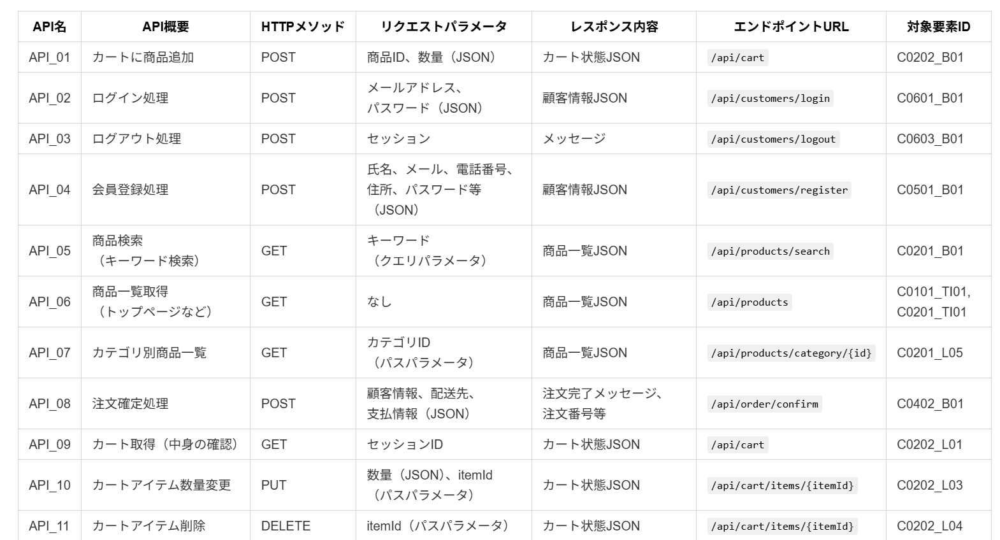 API名 API概要 HTTPメソッド リクエストパラメータ レスポンス内容 エンドポイントURL 対象要素ID
API_01 カートに商品追加 POST 商品ID、数量（JSON） カート状態JSON /api/cart C0202_B01
API_02 ログイン処理 POST メールアドレス、
パスワード（JSON） 顧客情報JSON /api/customers/login C0601_B01
API_03 ログアウト処理 POST セッション メッセージ /api/customers/logout C0603_B01
API_04 会員登録処理 POST 氏名、メール、電話番号、
住所、パスワード等
（JSON） 顧客情報JSON /api/customers/register C0501_B01
API_05 商品検索
（キーワード検索） GET キーワード
（クエリパラメータ） 商品一覧JSON /api/products/search C0201_B01
API_06 商品一覧取得
（トップページなど） GET なし 商品一覧JSON /api/products C0101_TI01,
C0201_TI01
API_07 カテゴリ別商品一覧 GET カテゴリID
（パスパラメータ） 商品一覧JSON /api/products/category/{id} C0201_L05
API_08 注文確定処理 POST 顧客情報、配送先、
支払情報（JSON） 注文完了メッセージ、
注文番号等 /api/order/confirm C0402_B01
API_09 カート取得（中身の確認） GET セッションID カート状態JSON /api/cart C0202_L01
API_10 カートアイテム数量変更 PUT 数量（JSON）、itemId
（パスパラメータ） カート状態JSON /api/cart/items/{itemId} C0202_L03
API_11 カートアイテム削除 DELETE itemId（パスパラメータ） カート状態JSON /api/cart/items/{itemId} C0202_L04